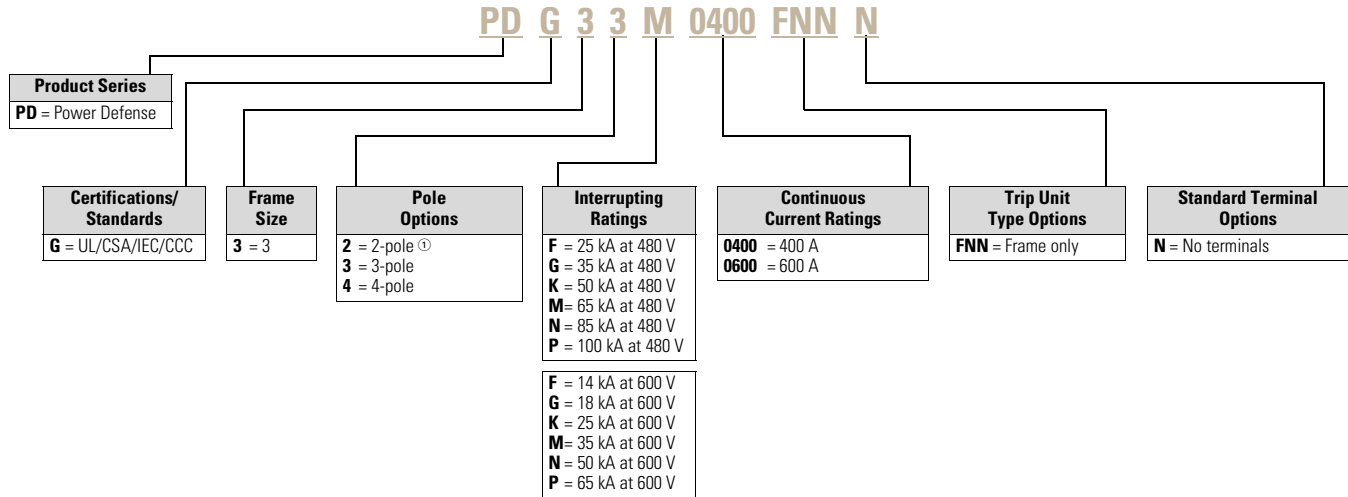 PD G 3 3 M 0400 FNN N
Product Series
PD = Power Defense
Certifications/
Standards
G = UL/CSA/IEC/CCC
Frame
Size
3 = 3
Pole
Options
2 = 2-pole ①
3 = 3-pole
4 = 4-pole
Interrupting
Ratings
F = 25 kA at 480 V
G = 35 kA at 480 V
K = 50 kA at 480 V
M= 65 kA at 480 V
N = 85 kA at 480 V
P = 100 kA at 480 V
F = 14 kA at 600 V
G = 18 kA at 600 V
K = 25 kA at 600 V
M= 35 kA at 600 V
N = 50 kA at 600 V
P = 65 kA at 600 V
Continuous
Current Ratings
0400 = 400 A
0600 = 600 A
Trip Unit
Type Options
FNN = Frame only
Standard Terminal
Options
N = No terminals